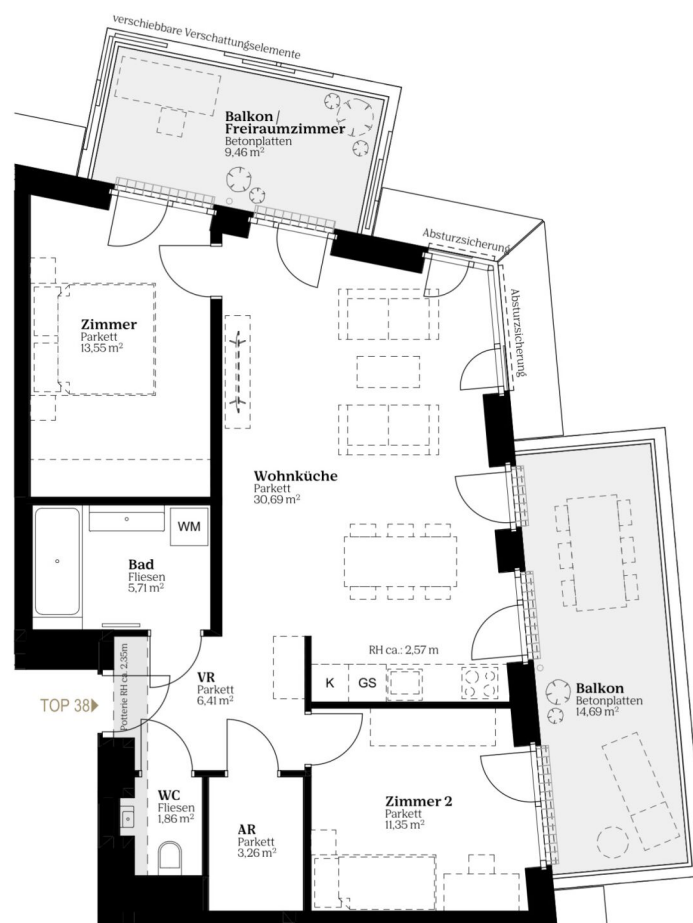 verschiebbare Verschattungselemente
Balkon/
Freiraumzimmer
Betonplatten
9,46 m²
Absturzsicherung
Absturzsicherung
Zimmer
Parkett
13,55 m²
Wohnküche
Parkett
30,69 m²
WM
Bad
Fliesen
5,71 m²
RH ca.: 2,57 m
K
GS
Potterie RH ca. 2,35m
VR
Parkett
6,41 m²
TOP 38
Balkon
Betonplatten
14,69 m²
WC
Fliesen
1,86 m²
AR
Parkett
3,26 m²
Zimmer 2
Parkett
11,35 m²